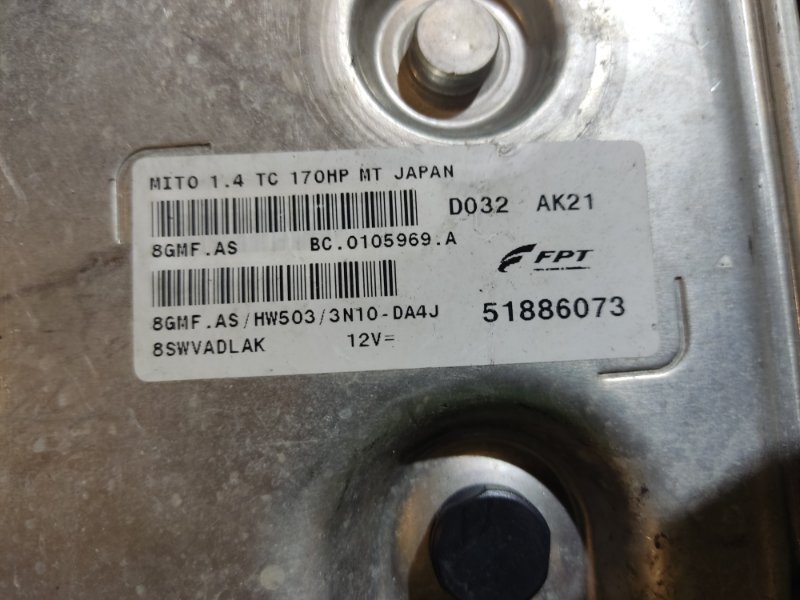 MITO 1.4 TC 170HP MT JAPAN
D032 AK21
8GMF.AS BC.0105969.A
FPT
8GMF.AS/HW503/3N10-DA4J 51886073
8SWVADLAK 12V=